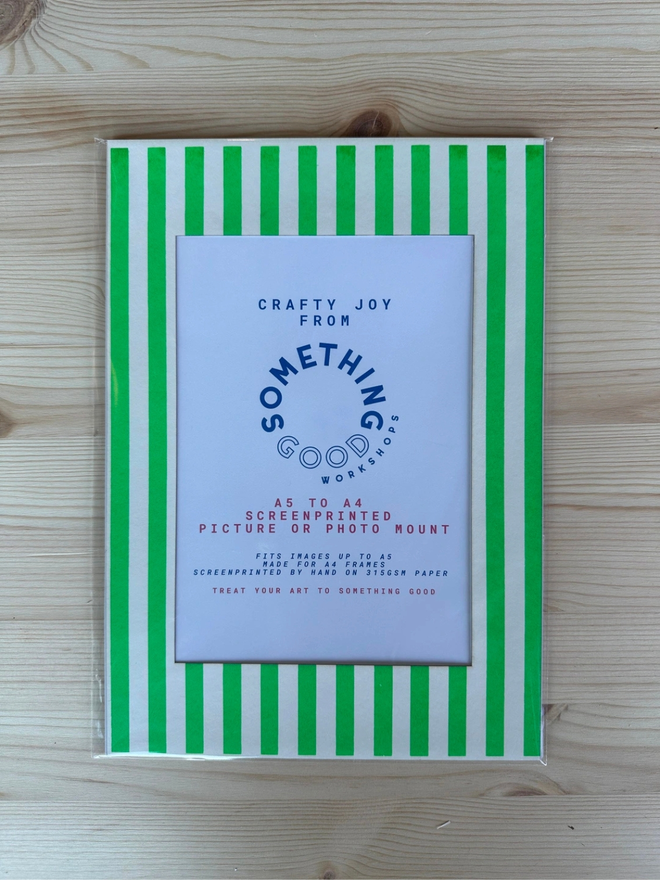 CRAFTY JOY
FROM
SOMETHING
GOOD
WORKSHOPS
A5 TO A4
SCREENPRINTED
PICTURE OR PHOTO MOUNT
FITS IMAGES UP TO A5
MADE FOR A4 FRAMES
SCREENPRINTED BY HAND ON 315GSM PAPER
TREAT YOUR ART TO SOMETHING GOOD